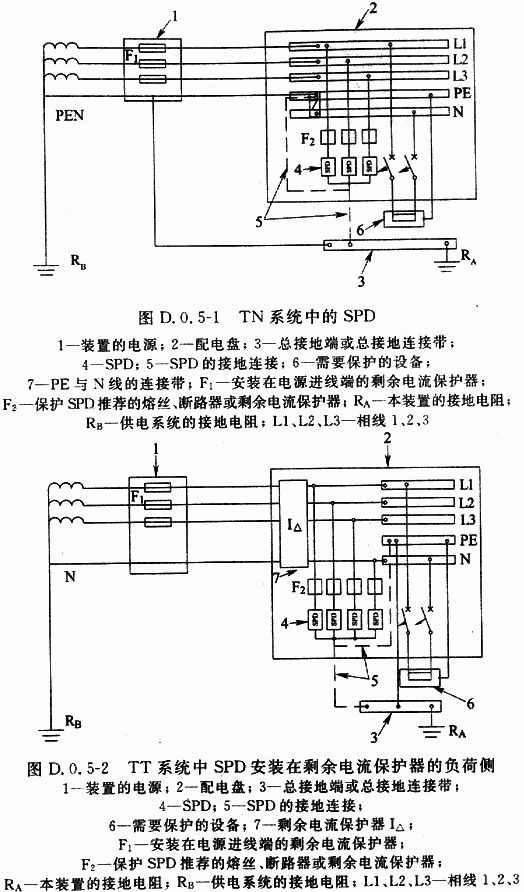 1
2
F₁
L1
L2
L3
PE
N
PEN
F₂
4
SPD SPD SPD
5
6
R_B
R_A
3
图 D.0.5-1 TN 系统中的 SPD
1—装置的电源；2—配电盘；3—总接地端或总接地连接带；
4—SPD；5—SPD 的接地连接；6—需要保护的设备；
7—PE 与 N 线的连接带；F₁—安装在电源进线端的剩余电流保护器；
F₂—保护 SPD 推荐的熔丝、断路器或剩余电流保护器；R_A—本装置的接地电阻；
R_B—供电系统的接地电阻；L1、L2、L3—相线 1、2、3
1
2
F₁
L1
L2
I△
L3
PE
N
N
7
F₂
4
SPD SPD SPD SPD
5
6
R_B
3
R_A
图 D.0.5-2 TT 系统中 SPD 安装在剩余电流保护器的负荷侧
1—装置的电源；2—配电盘；3—总接地端或总接地连接带；
4—SPD；5—SPD 的接地连接；
6—需要保护的设备；7—剩余电流保护器 I△；
F₁—安装在电源进线端的剩余电流保护器；
F₂—保护 SPD 推荐的熔丝、断路器或剩余电流保护器；
R_A—本装置的接地电阻；R_B—供电系统的接地电阻；L1、L2、L3—相线 1、2、3